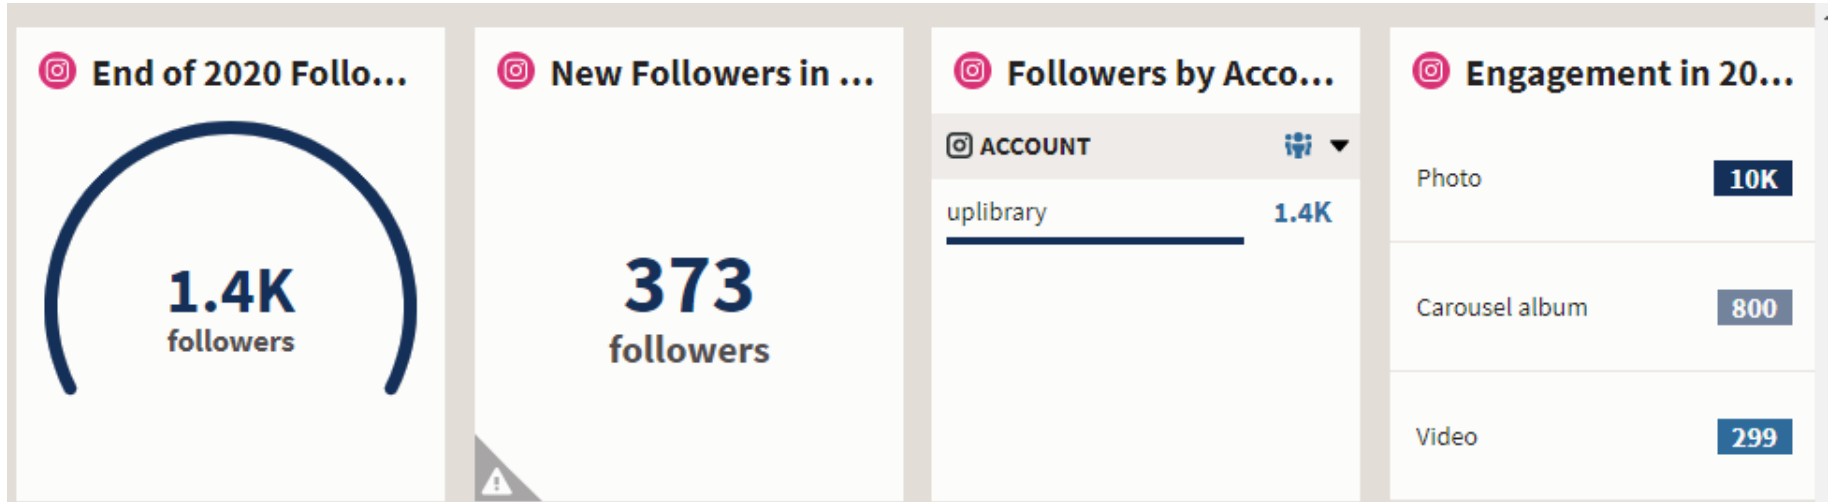 End of 2020 Follo...
1.4K
followers
New Followers in ...
373
followers
Followers by Acco...
ACCOUNT
uplibrary 1.4K
Engagement in 20...
Photo 10K
Carousel album 800
Video 299